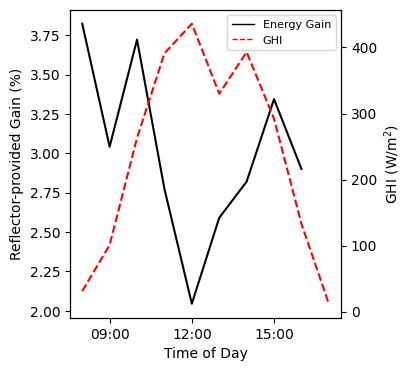 Energy Gain
GHI
Reflector-provided Gain (%)
3.75
3.50
3.25
3.00
2.75
2.50
2.25
2.00
400
300
200
100
0
GHI (W/m²)
09:00 12:00 15:00
Time of Day